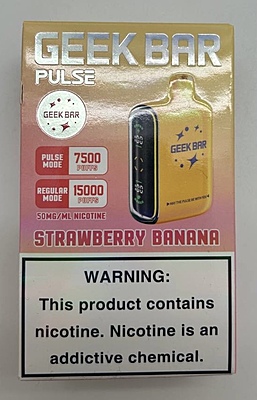 GEEK BAR
PULSE
GEEK BAR
GEEK BAR
PULSE MODE 7500 PUFFS
REGULAR MODE 15000 PUFFS
50MG/ML NICOTINE
STRAWBERRY BANANA
WARNING:
This product contains
nicotine. Nicotine is an
addictive chemical.